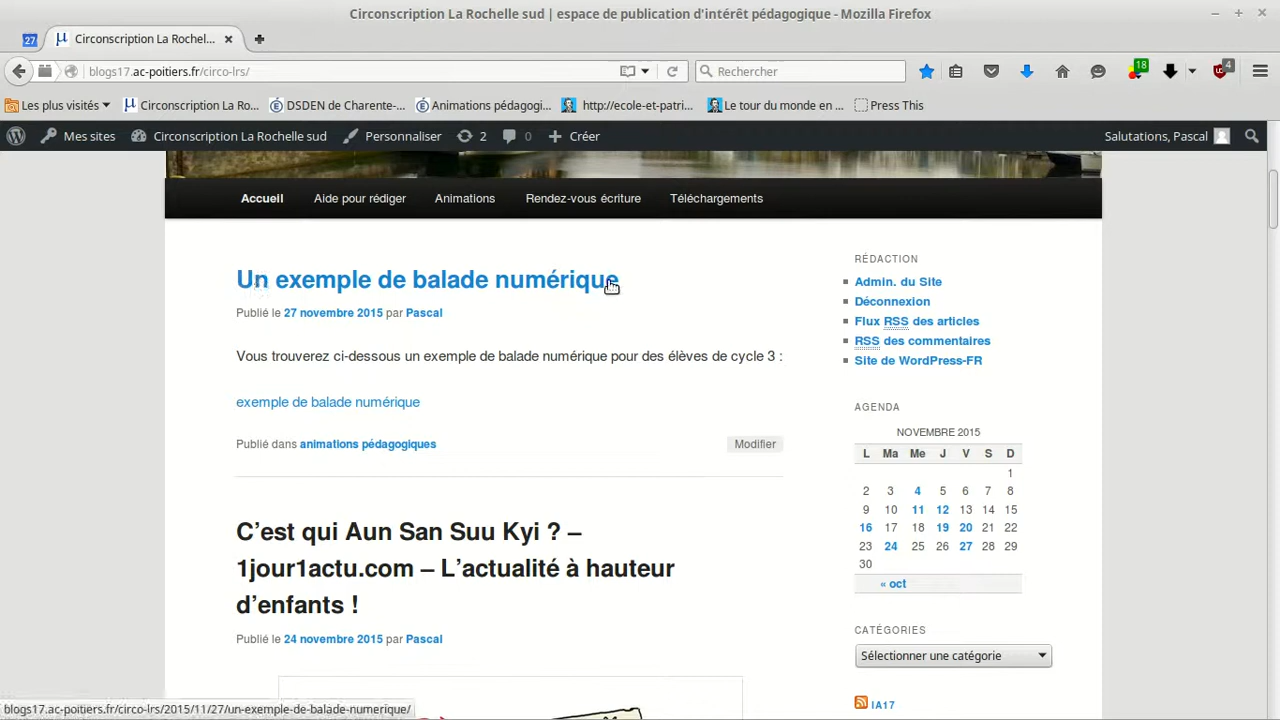 Circonscription La Rochelle sud | espace de publication d'intérêt pédagogique - Mozilla Firefox
27 Circonscription La Rochel...
blogs17.ac-poitiers.fr/circo-lrs/ Rechercher 18 4
Les plus visités Circonscription La Ro... DSDEN de Charente-... Animations pédagogi... http://ecole-et-patri... Le tour du monde en ... Press This
Mes sites Circonscription La Rochelle sud Personnaliser 2 0 Créer Salutations, Pascal
Accueil Aide pour rédiger Animations Rendez-vous écriture Téléchargements
Un exemple de balade numérique
Publié le 27 novembre 2015 par Pascal
Vous trouverez ci-dessous un exemple de balade numérique pour des élèves de cycle 3 :
exemple de balade numérique
Publié dans animations pédagogiques Modifier
C'est qui Aun San Suu Kyi ? –
1jour1actu.com – L'actualité à hauteur
d'enfants !
Publié le 24 novembre 2015 par Pascal
RÉDACTION
Admin. du Site
Déconnexion
Flux RSS des articles
RSS des commentaires
Site de WordPress-FR
AGENDA
NOVEMBRE 2015
L Ma Me J V S D
1
2 3 4 5 6 7 8
9 10 11 12 13 14 15
16 17 18 19 20 21 22
23 24 25 26 27 28 29
30
« oct
CATÉGORIES
Sélectionner une catégorie
IA17
blogs17.ac-poitiers.fr/circo-lrs/2015/11/27/un-exemple-de-balade-numerique/